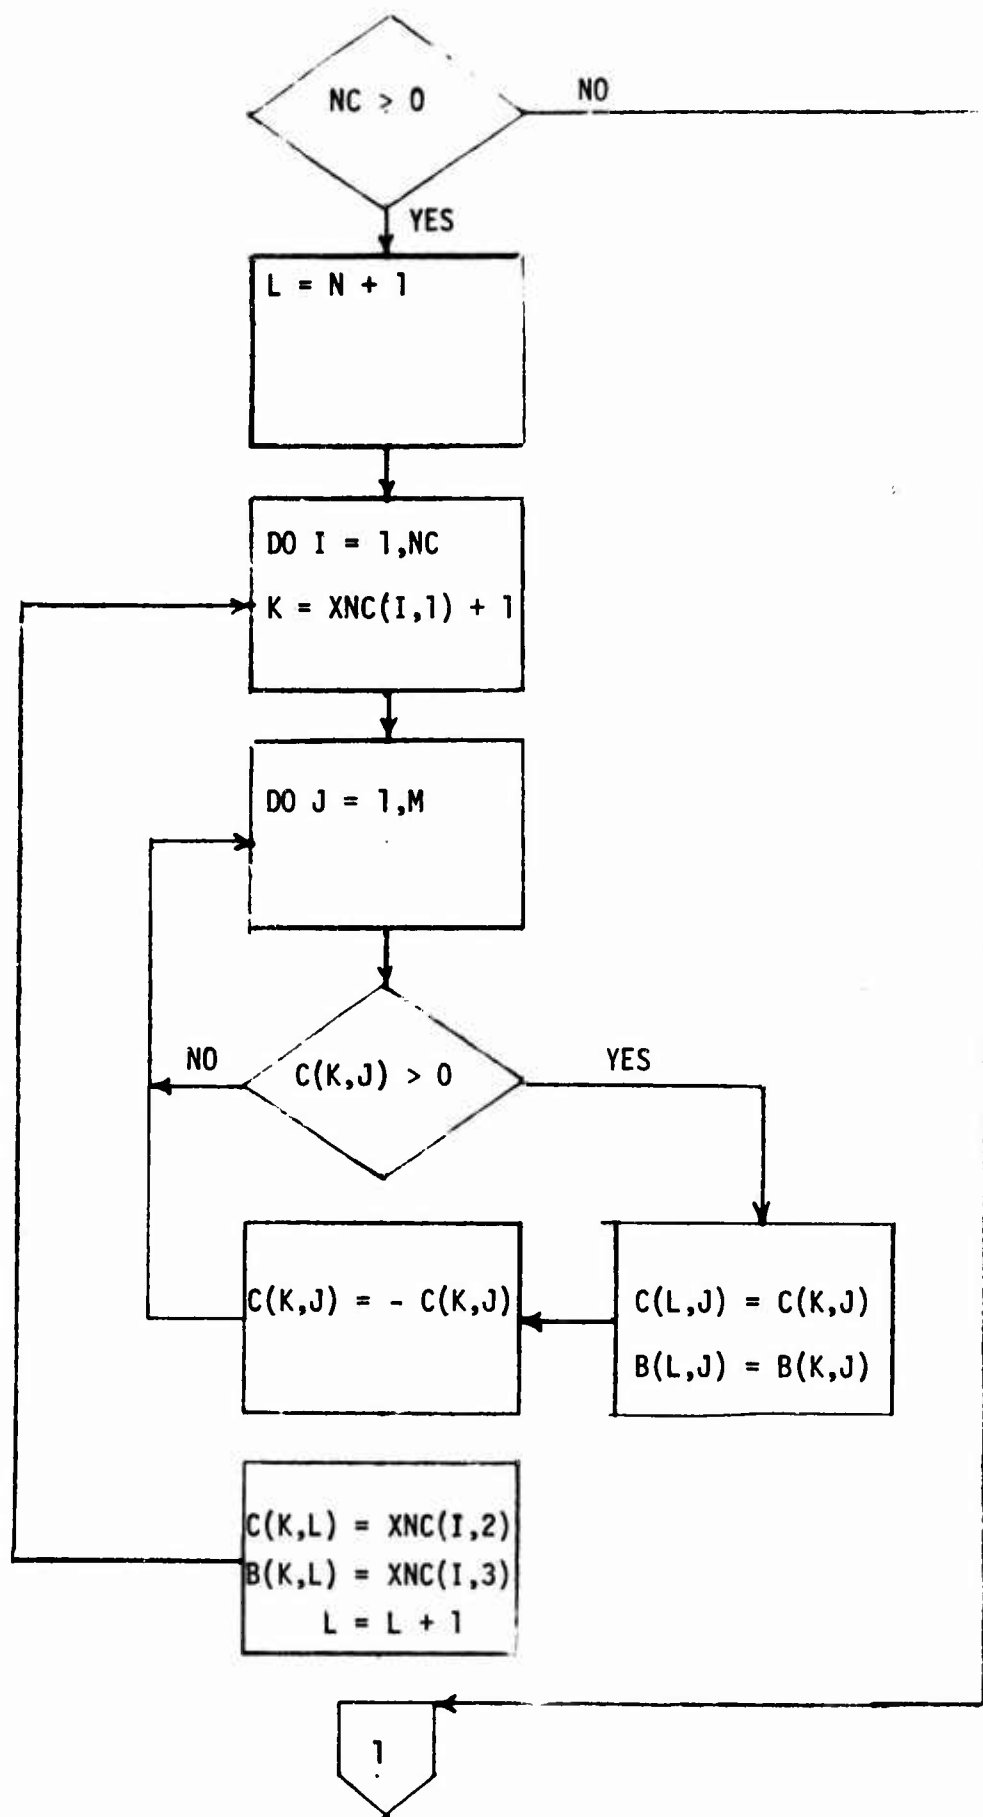 NC > 0
NO
YES
L = N + 1
DO I = 1,NC
K = XNC(I,1) + 1
DO J = 1,M
NO
C(K,J) > 0
YES
C(K,J) = - C(K,J)
C(L,J) = C(K,J)
B(L,J) = B(K,J)
C(K,L) = XNC(I,2)
B(K,L) = XNC(I,3)
L = L + 1
1